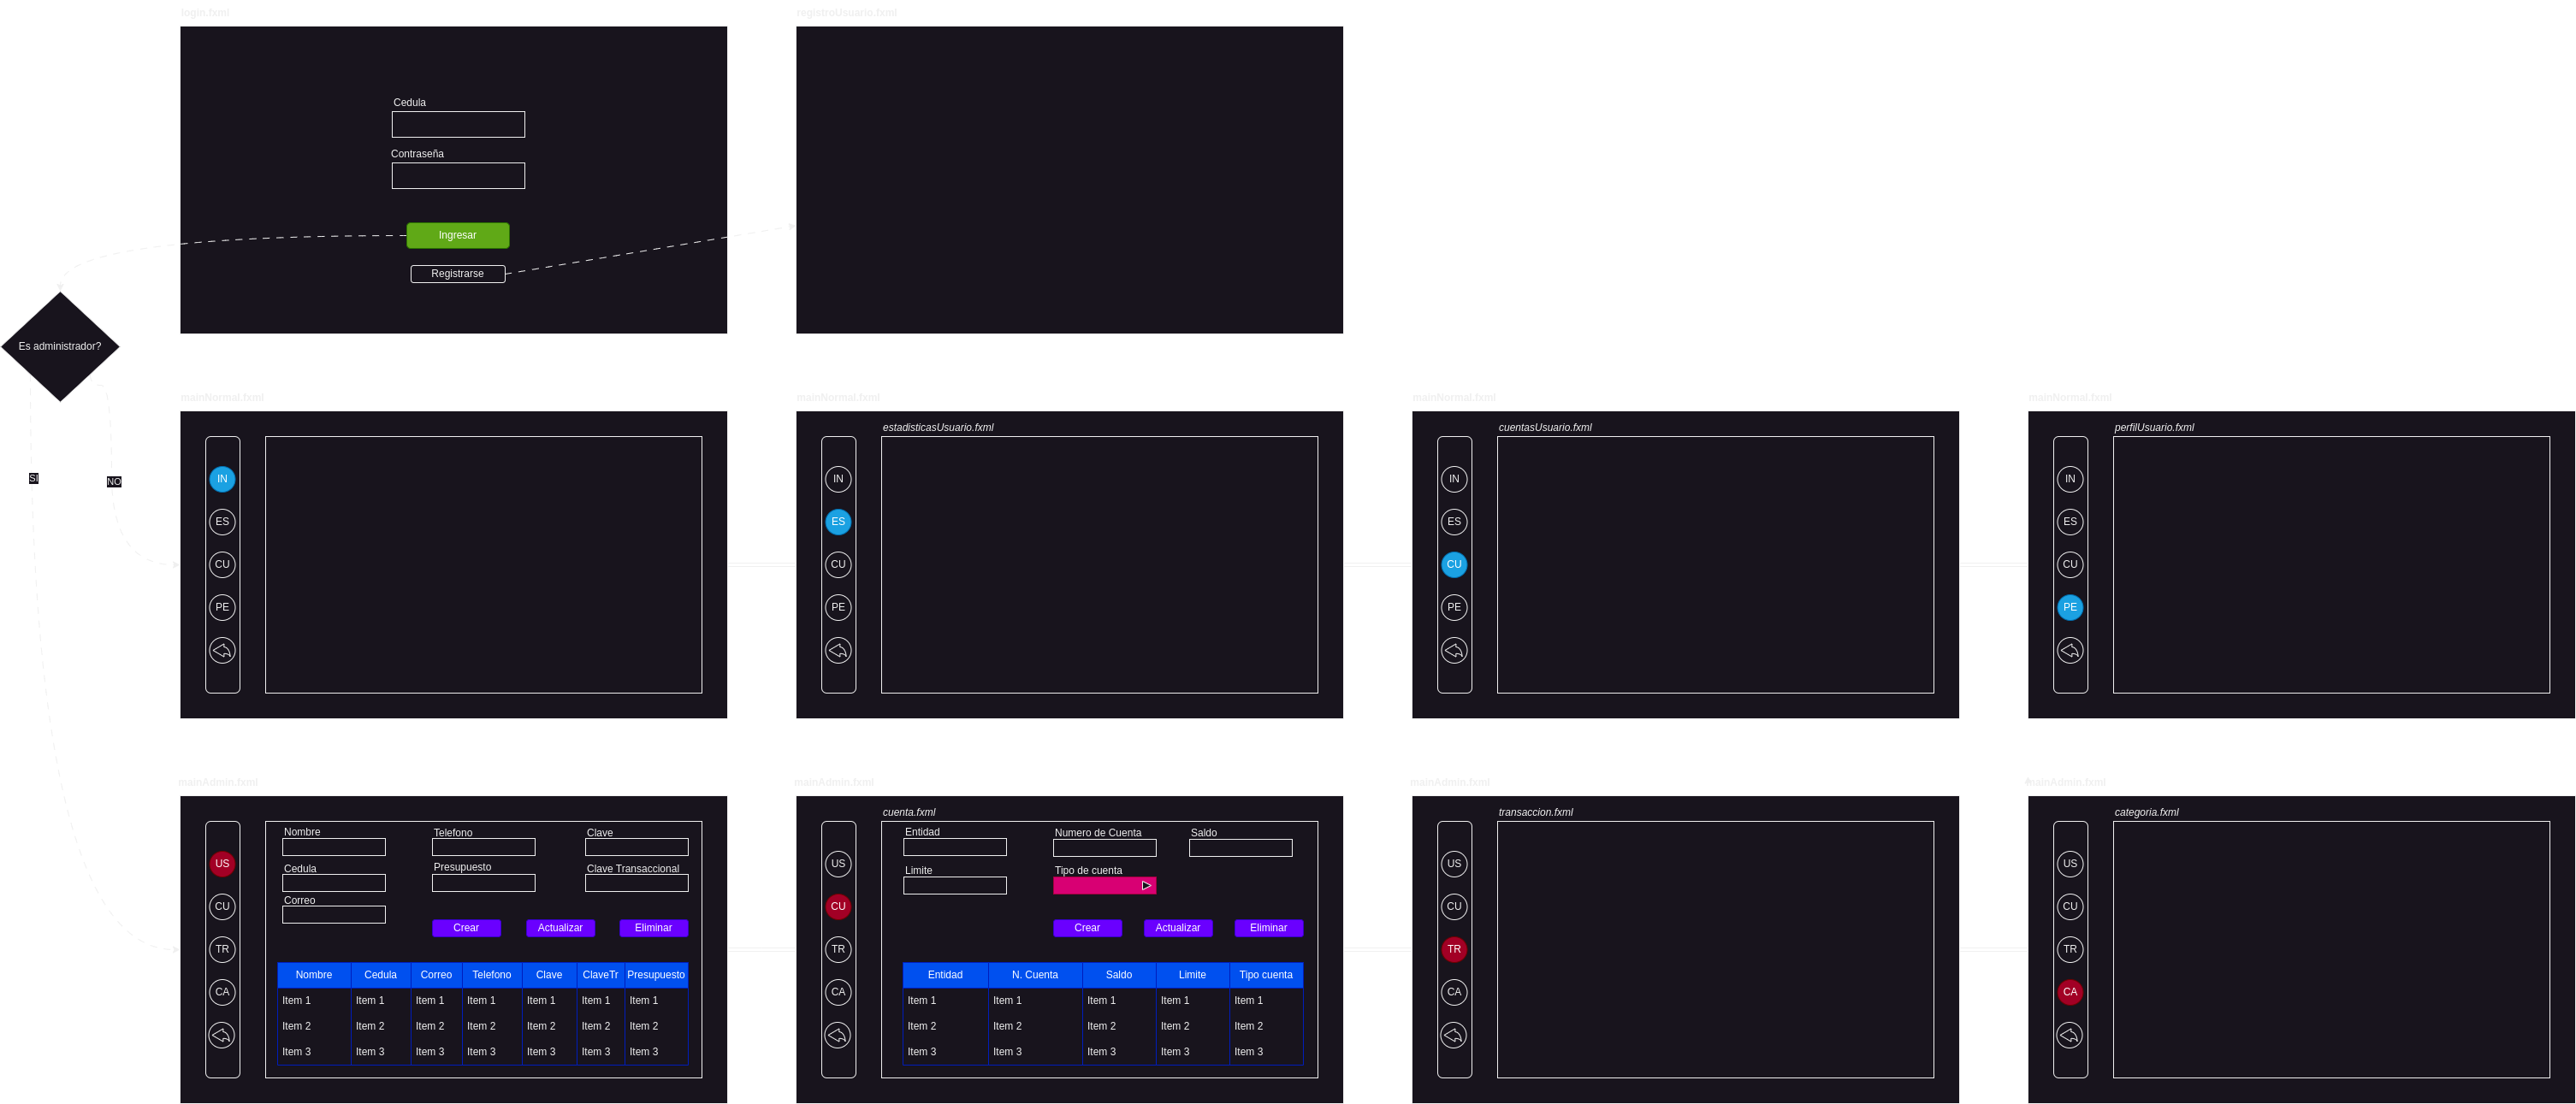 login.fxml
registroUsuario.fxml
Cedula
Contraseña
Ingresar
Registrarse
Es administrador?
SI
NO
mainNormal.fxml
IN
ES
CU
PE
mainNormal.fxml
estadisticasUsuario.fxml
IN
ES
CU
PE
mainNormal.fxml
cuentasUsuario.fxml
IN
ES
CU
PE
mainNormal.fxml
perfilUsuario.fxml
IN
ES
CU
PE
mainAdmin.fxml
US
CU
TR
CA
Nombre
Telefono
Clave
Cedula
Presupuesto
Clave Transaccional
Correo
Crear
Actualizar
Eliminar
Nombre Cedula Correo Telefono Clave ClaveTr Presupuesto
Item 1 Item 1 Item 1 Item 1 Item 1 Item 1 Item 1
Item 2 Item 2 Item 2 Item 2 Item 2 Item 2 Item 2
Item 3 Item 3 Item 3 Item 3 Item 3 Item 3 Item 3
mainAdmin.fxml
cuenta.fxml
US
CU
TR
CA
Entidad
Numero de Cuenta
Saldo
Limite
Tipo de cuenta
Crear
Actualizar
Eliminar
Entidad N. Cuenta Saldo Limite Tipo cuenta
Item 1 Item 1 Item 1 Item 1 Item 1
Item 2 Item 2 Item 2 Item 2 Item 2
Item 3 Item 3 Item 3 Item 3 Item 3
mainAdmin.fxml
transaccion.fxml
US
CU
TR
CA
mainAdmin.fxml
categoria.fxml
US
CU
TR
CA